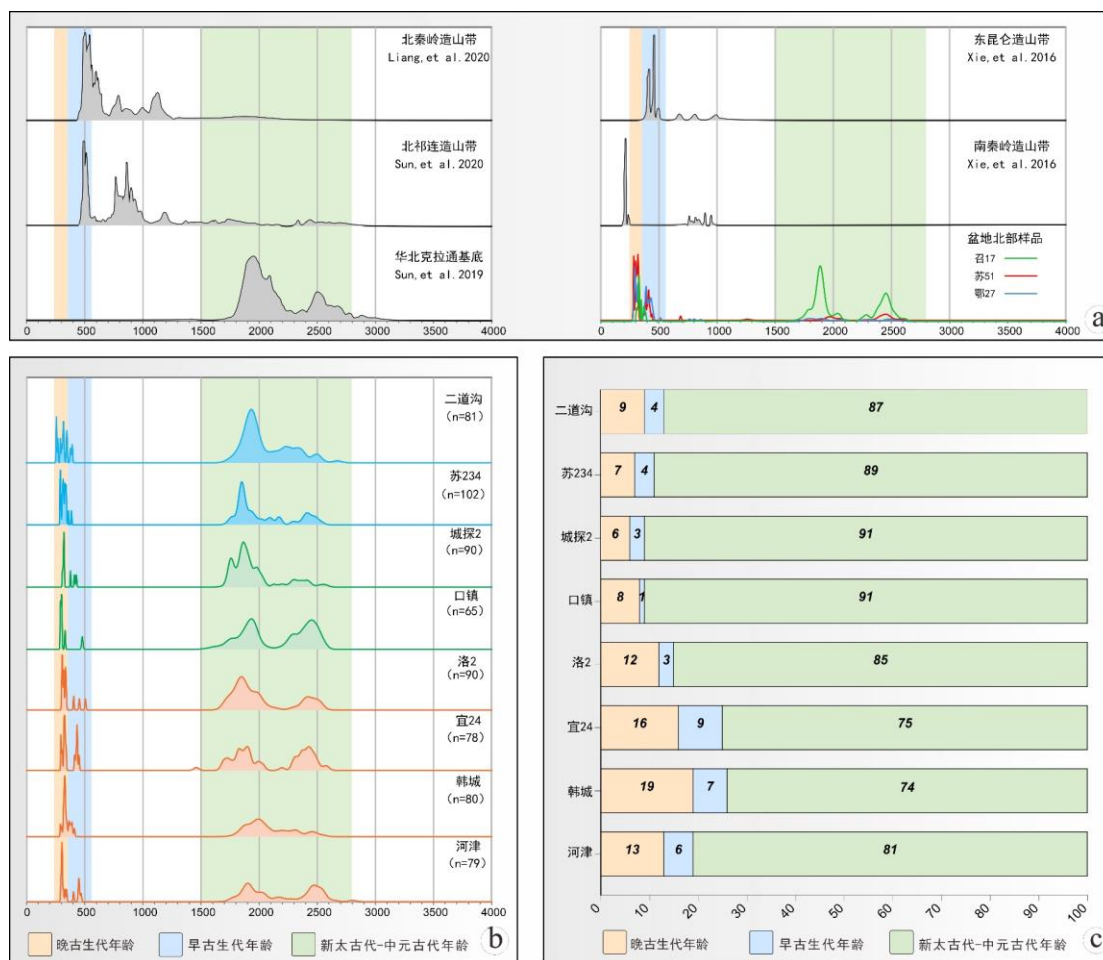 北秦岭造山带
Liang, et al. 2020
北祁连造山带
Sun, et al. 2020
华北克拉通基底
Sun, et al. 2019
0 500 1000 1500 2000 2500 3000 3500 4000
东昆仑造山带
Xie, et al. 2016
南秦岭造山带
Xie, et al. 2016
盆地北部样品
召17
苏51
鄂27
0 500 1000 1500 2000 2500 3000 3500 4000
a
二道沟
(n=81)
苏234
(n=102)
城探2
(n=90)
口镇
(n=65)
洛2
(n=90)
宜24
(n=78)
韩城
(n=80)
河津
(n=79)
0 500 1000 1500 2000 2500 3000 3500 4000
晚古生代年龄 早古生代年龄 新太古代-中元古代年龄
b
二道沟 9 4 87
苏234 7 4 89
城探2 6 3 91
口镇 8 1 91
洛2 12 3 85
宜24 16 9 75
韩城 19 7 74
河津 13 6 81
0 10 20 30 40 50 60 70 80 90 100
晚古生代年龄 早古生代年龄 新太古代-中元古代年龄
c